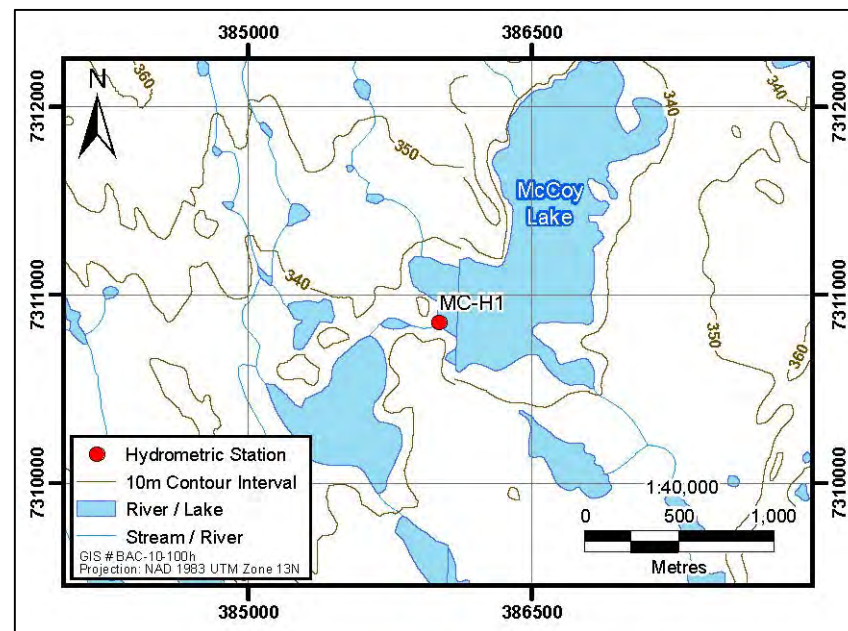 385000 386500
N
7312000
7311000
7310000
7312000
7311000
7310000
360
350
340
340
340
350
360
McCoy
Lake
MC-H1
Hydrometric Station
10m Contour Interval
River / Lake
Stream / River
GIS # BAC-10-100h
Projection: NAD 1983 UTM Zone 13N
1:40,000
0 500 1,000
Metres
385000 386500